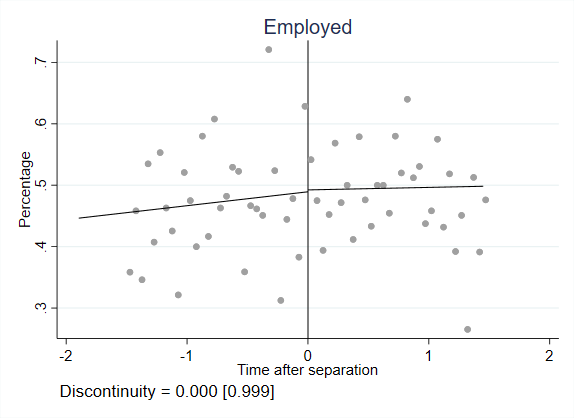 Employed
Percentage
.7
.6
.5
.4
.3
-2 -1 0 1 2
Time after separation
Discontinuity = 0.000 [0.999]